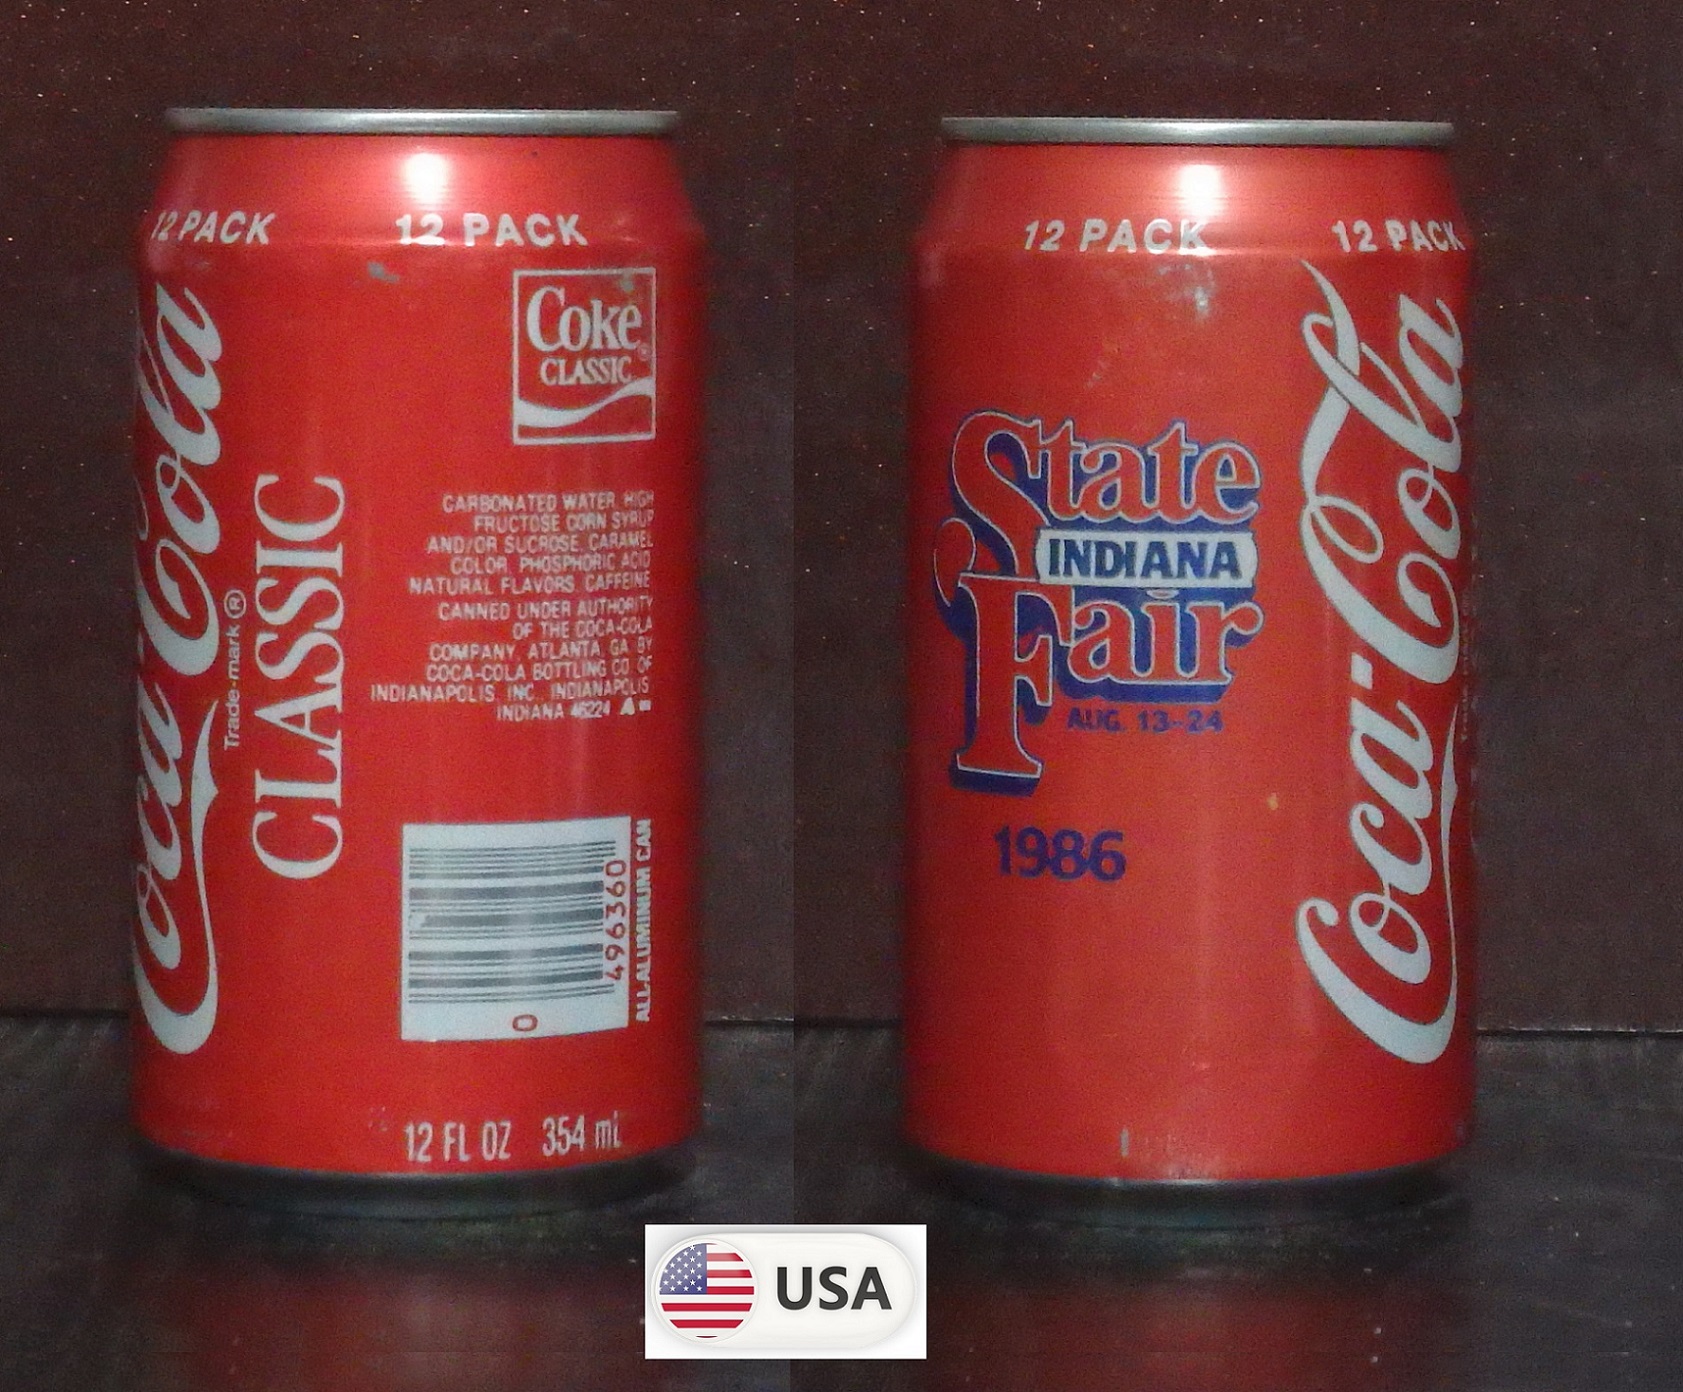 12 PACK
12 PACK
Coca-Cola
Trade-mark ®
CLASSIC
Coke
CLASSIC ®
CARBONATED WATER, HIGH
FRUCTOSE CORN SYRUP
AND/OR SUCROSE, CARAMEL
COLOR, PHOSPHORIC ACID
NATURAL FLAVORS, CAFFEINE
CANNED UNDER AUTHORITY
OF THE COCA-COLA
COMPANY, ATLANTA, GA BY
COCA-COLA BOTTLING CO. OF
INDIANAPOLIS, INC., INDIANAPOLIS
INDIANA 46224
496360
0
ALL-ALUMINUM CAN
12 FL OZ 354 mL
12 PACK
12 PACK
State
INDIANA
Fair
AUG. 13-24
1986
Coca-Cola
USA